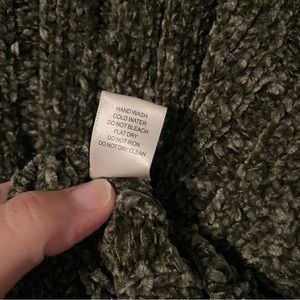 HAND WASH
COLD WATER
DO NOT BLEACH
FLAT DRY
DO NOT IRON
DO NOT DRY CLEAN